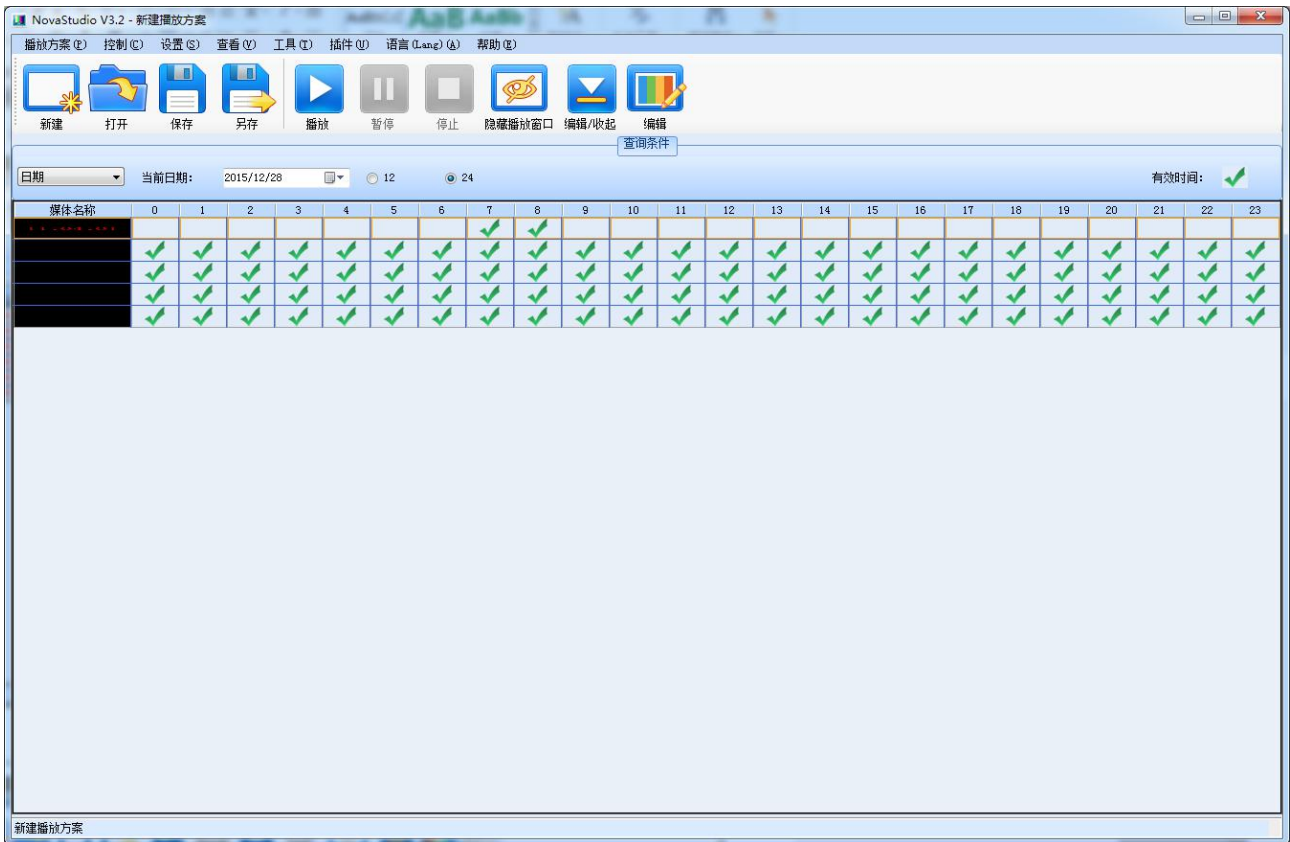 NovaStudio V3.2 - 新建播放方案
播放方案(P) 控制(C) 设置(S) 查看(V) 工具(T) 插件(U) 语言(Lang)(A) 帮助(E)
新建 打开 保存 另存 播放 暂停 停止 隐藏播放窗口 编辑/收起 编辑
查询条件
日期 当前日期: 2015/12/28 12 24 有效时间:
媒体名称 0 1 2 3 4 5 6 7 8 9 10 11 12 13 14 15 16 17 18 19 20 21 22 23
新建播放方案